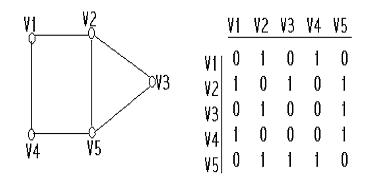 V1 V2
V3
V4 V5
V1 V2 V3 V4 V5
V1 0 1 0 1 0
V2 1 0 1 0 1
V3 0 1 0 0 1
V4 1 0 0 0 1
V5 0 1 1 1 0